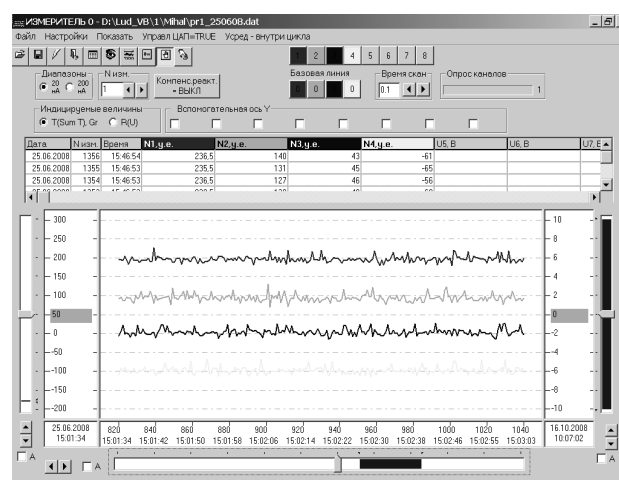 ИЗМЕРИТЕЛЬ 0 - D:\Lud_VB\1\Mihal\pr1_250608.dat
Файл Настройки Показать Управл ЦАП=TRUE Усред - внутри цикла
1 2 4 5 6 7 8
Диапазоны N изм. Компенс.реакт. = ВЫКЛ Базовая линия Время скан Опрос каналов
20 нА 200 нА 1 0 0 0 0.1 1
Индицируемые величины Вспомогательная ось Y
T(Sum T), Gr R(U)
Дата N изм. Время N1,у.е. N2,у.е. N3,у.е. N4,у.е. U5, В U6, В U7, В
25.06.2008 1356 15:46:54 236,5 140 43 -61
25.06.2008 1355 15:46:53 235,5 131 45 -65
25.06.2008 1354 15:46:53 236,5 127 46 -56
300 10
250 8
200 6
150 4
100 2
50 0
0 -2
-50 -4
-100 -6
-150 -8
-200 -10
25.06.2008 820 840 860 880 900 920 940 960 980 1000 1020 1040 16.10.2008
15:01:34 15:01:34 15:01:42 15:01:50 15:01:58 15:02:06 15:02:14 15:02:22 15:02:30 15:02:38 15:02:46 15:02:55 15:03:03 10:07:02
А А А